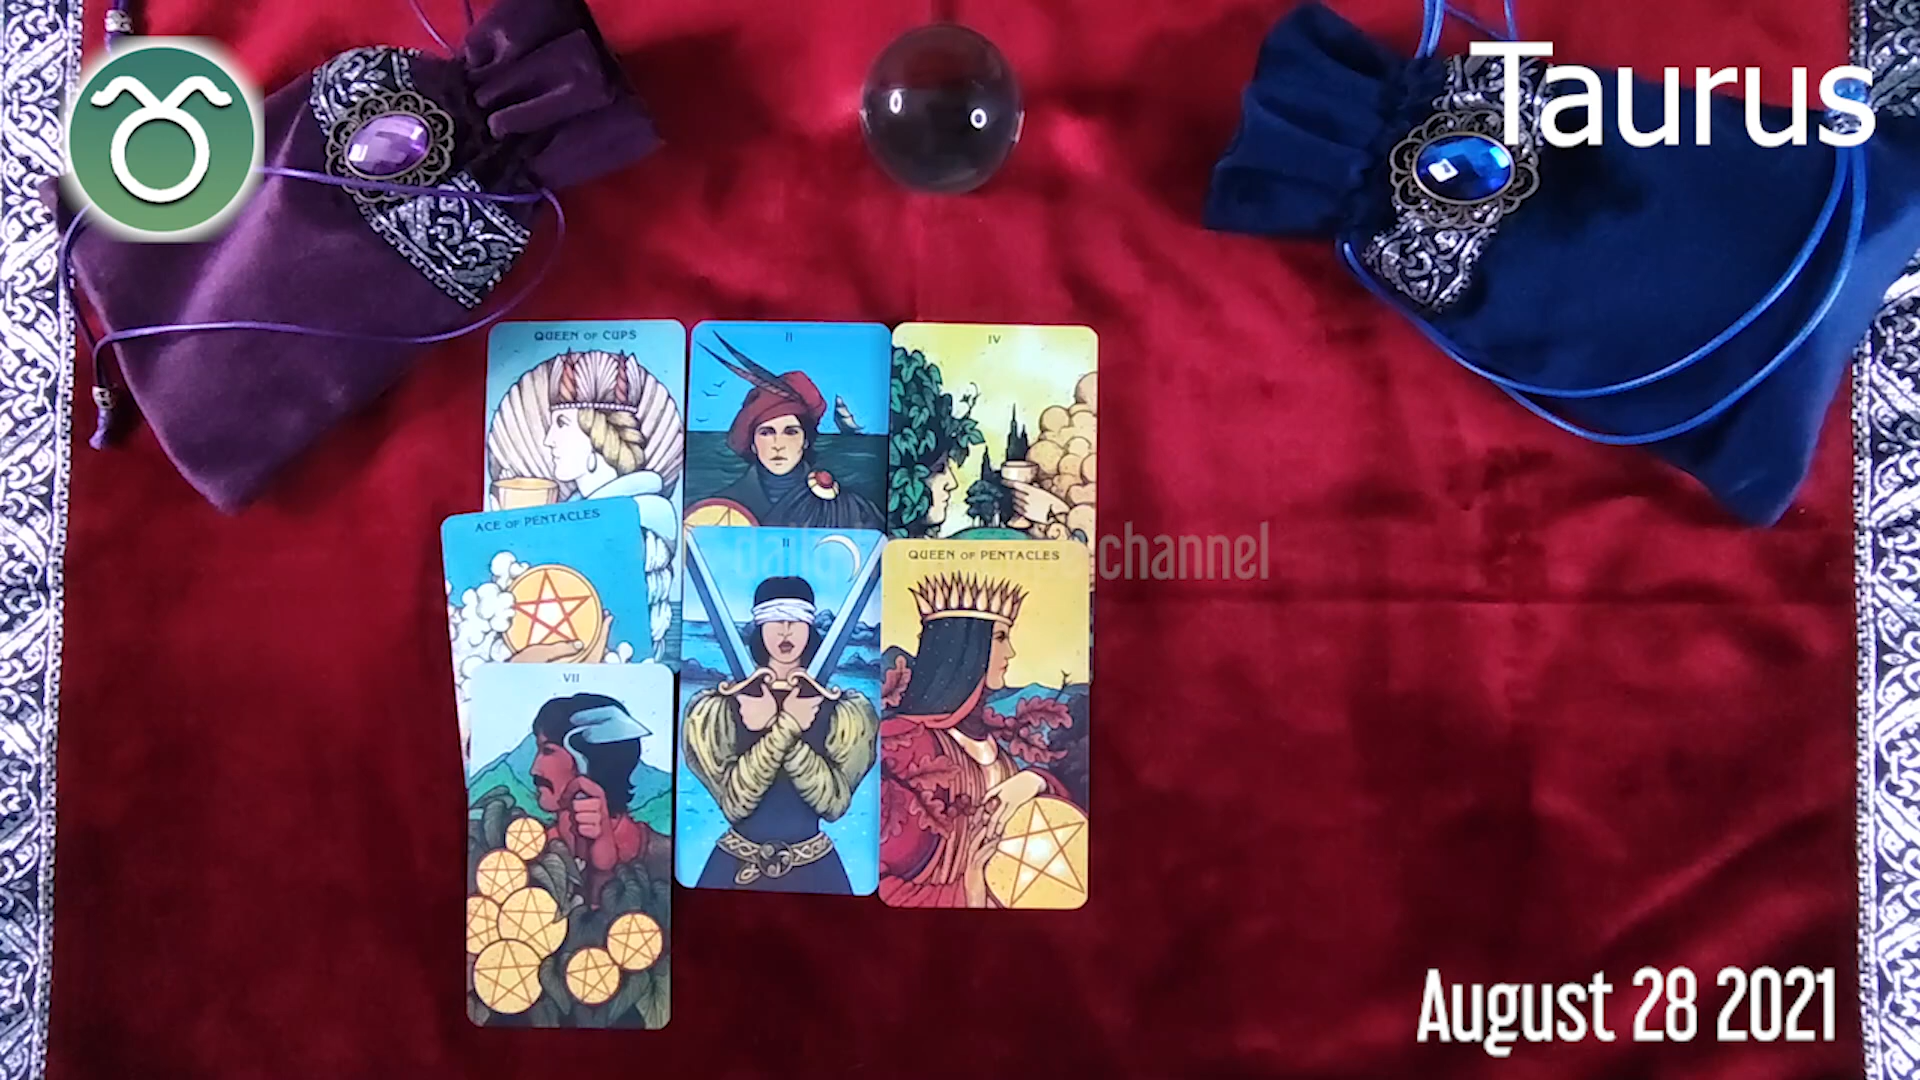 Taurus
QUEEN OF CUPS
II
IV
ACE OF PENTACLES
II
QUEEN OF PENTACLES
channel
VII
August 28 2021